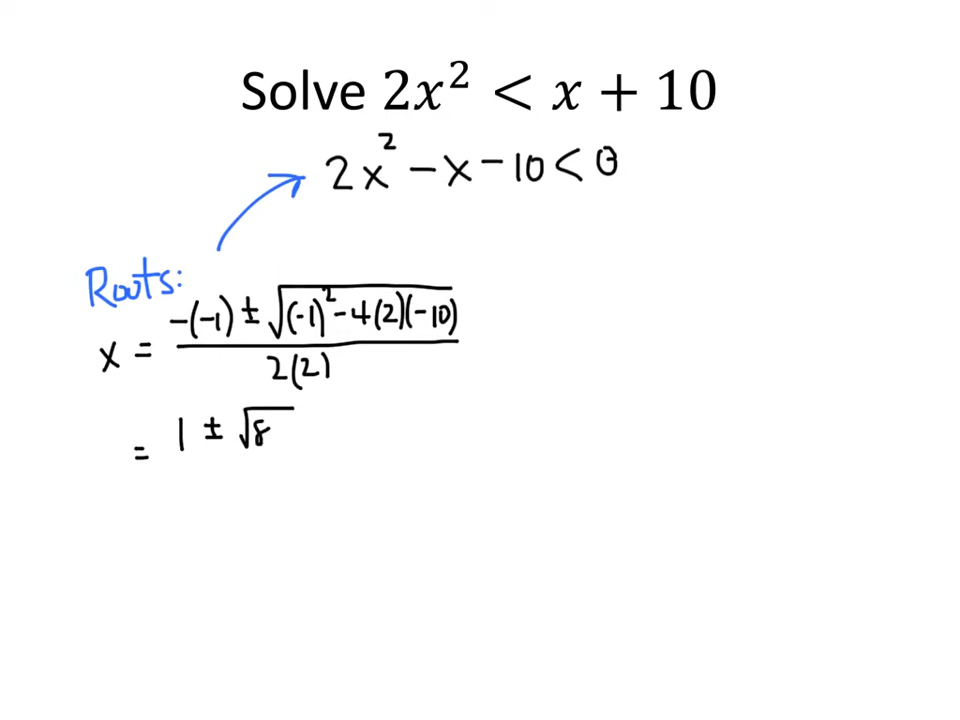 Solve 2x² < x + 10
2x² - x - 10 < 0
Roots:
x = -(-1) ± √(-1)² - 4(2)(-10) / 2(2)
= 1 ± √8